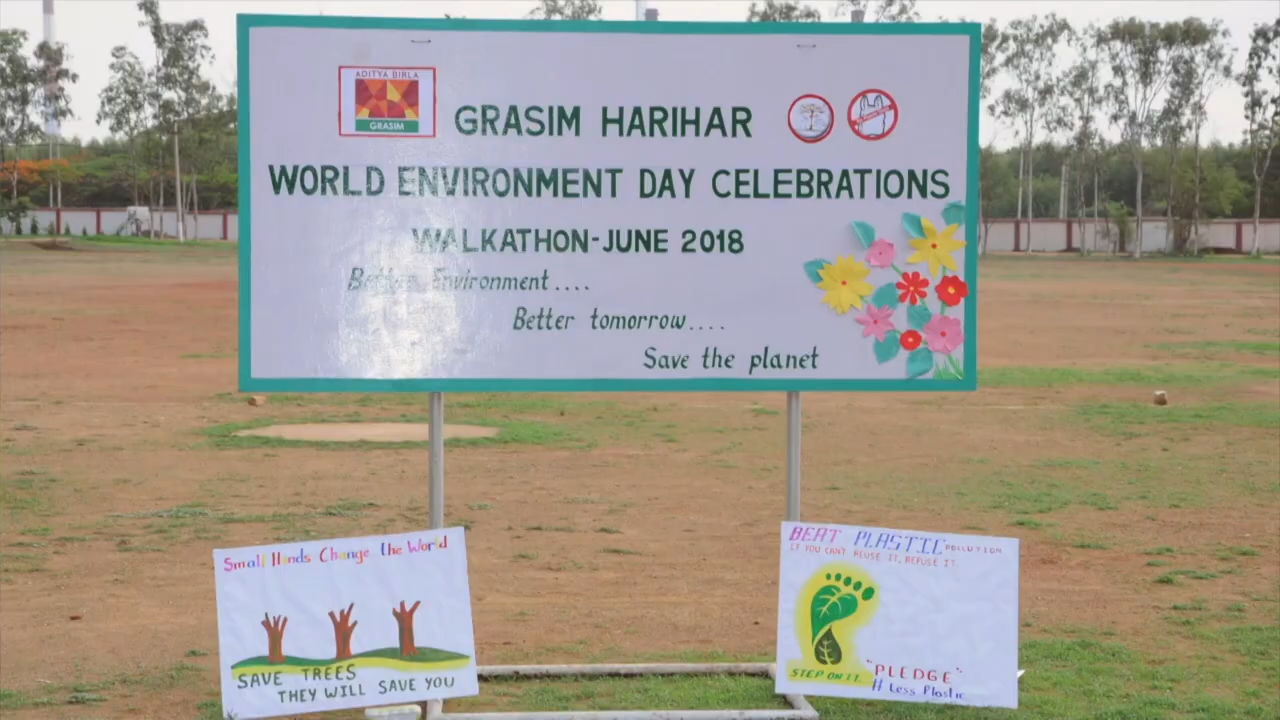 ADITYA BIRLA
GRASIM
GRASIM HARIHAR
WORLD ENVIRONMENT DAY CELEBRATIONS
WALKATHON-JUNE 2018
Better Environment....
Better tomorrow....
Save the planet
Small Hands Change the World
SAVE TREES
THEY WILL SAVE YOU
BEAT PLASTIC POLLUTION
IF YOU CAN'T REUSE IT, REFUSE IT
STEP ON IT.
"PLEDGE"
# Less Plastic